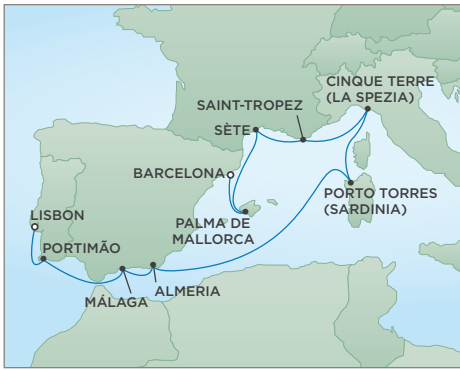 CINQUE TERRE
(LA SPEZIA)
SAINT-TROPEZ
SÈTE
BARCELONA
PORTO TORRES
(SARDINIA)
LISBON
PALMA DE
MALLORCA
PORTIMÃO
ALMERIA
MÁLAGA